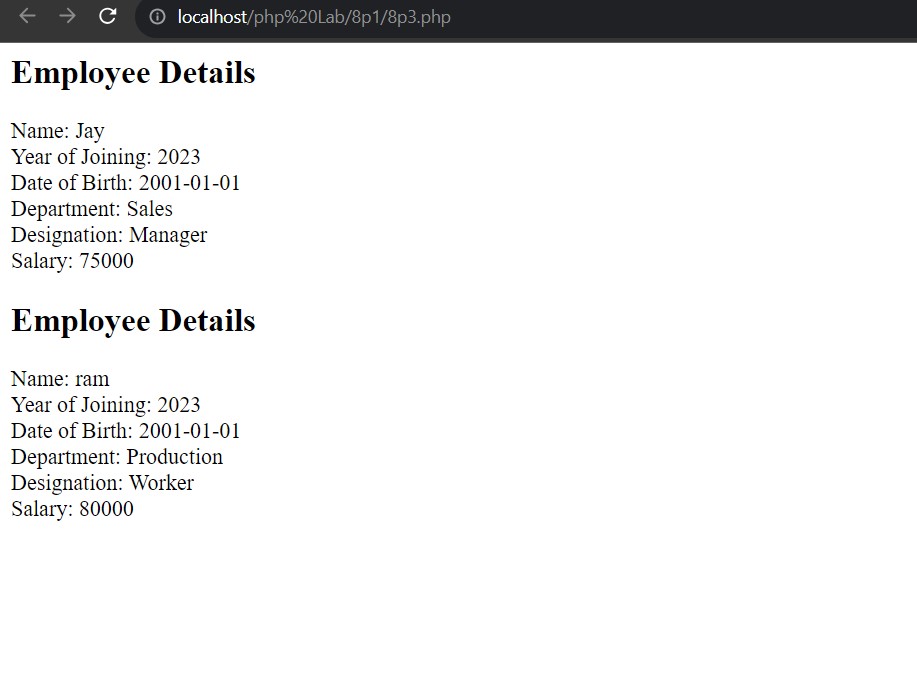 localhost/php%20Lab/8p1/8p3.php
Employee Details
Name: Jay
Year of Joining: 2023
Date of Birth: 2001-01-01
Department: Sales
Designation: Manager
Salary: 75000
Employee Details
Name: ram
Year of Joining: 2023
Date of Birth: 2001-01-01
Department: Production
Designation: Worker
Salary: 80000